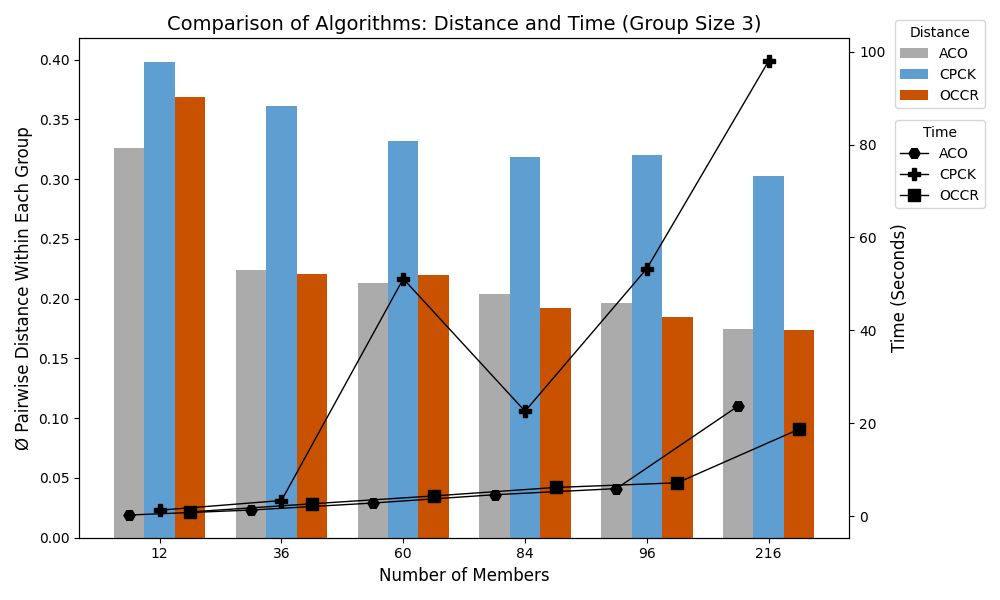 Comparison of Algorithms: Distance and Time (Group Size 3)
Distance
ACO
CPCK
OCCR
Time
ACO
CPCK
OCCR
Ø Pairwise Distance Within Each Group
0.40
0.35
0.30
0.25
0.20
0.15
0.10
0.05
0.00
100
80
60
40
20
0
Time (Seconds)
12 36 60 84 96 216
Number of Members